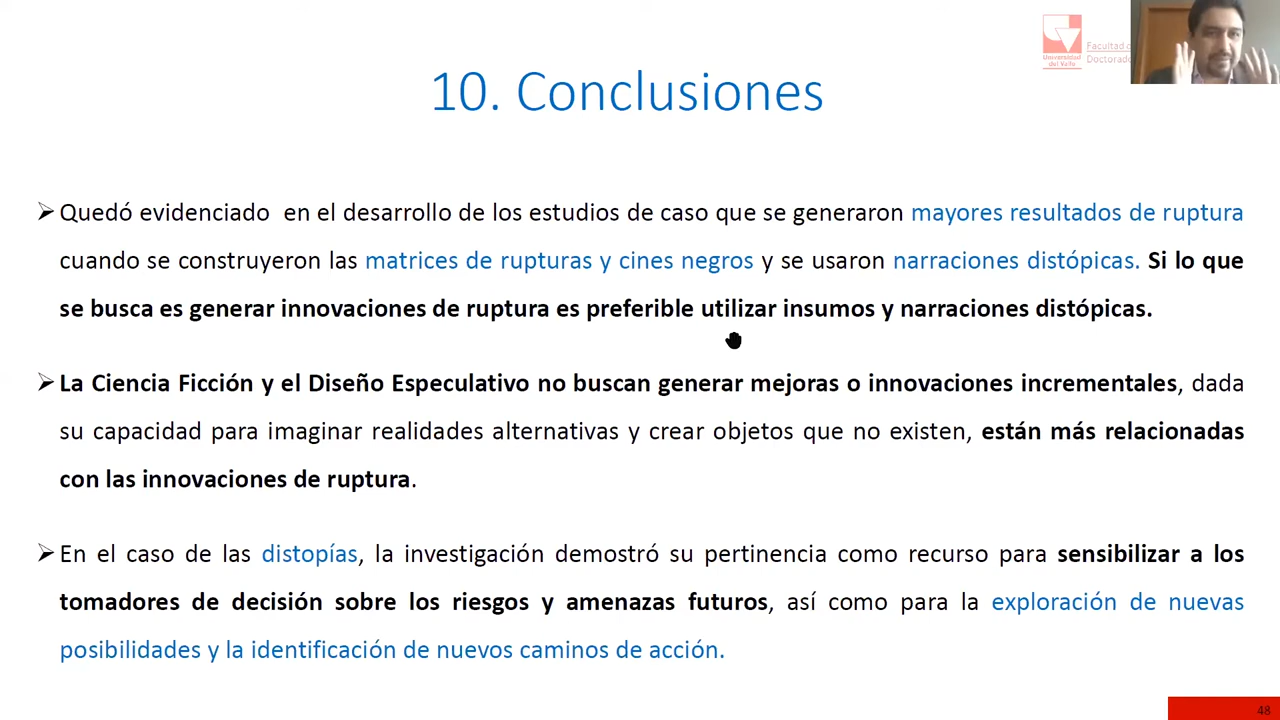 Universidad
del Valle
Facultad d
Doctorado
10. Conclusiones
➢ Quedó evidenciado en el desarrollo de los estudios de caso que se generaron mayores resultados de ruptura
cuando se construyeron las matrices de rupturas y cines negros y se usaron narraciones distópicas. Si lo que
se busca es generar innovaciones de ruptura es preferible utilizar insumos y narraciones distópicas.
➢ La Ciencia Ficción y el Diseño Especulativo no buscan generar mejoras o innovaciones incrementales, dada
su capacidad para imaginar realidades alternativas y crear objetos que no existen, están más relacionadas
con las innovaciones de ruptura.
➢ En el caso de las distopías, la investigación demostró su pertinencia como recurso para sensibilizar a los
tomadores de decisión sobre los riesgos y amenazas futuros, así como para la exploración de nuevas
posibilidades y la identificación de nuevos caminos de acción.
48